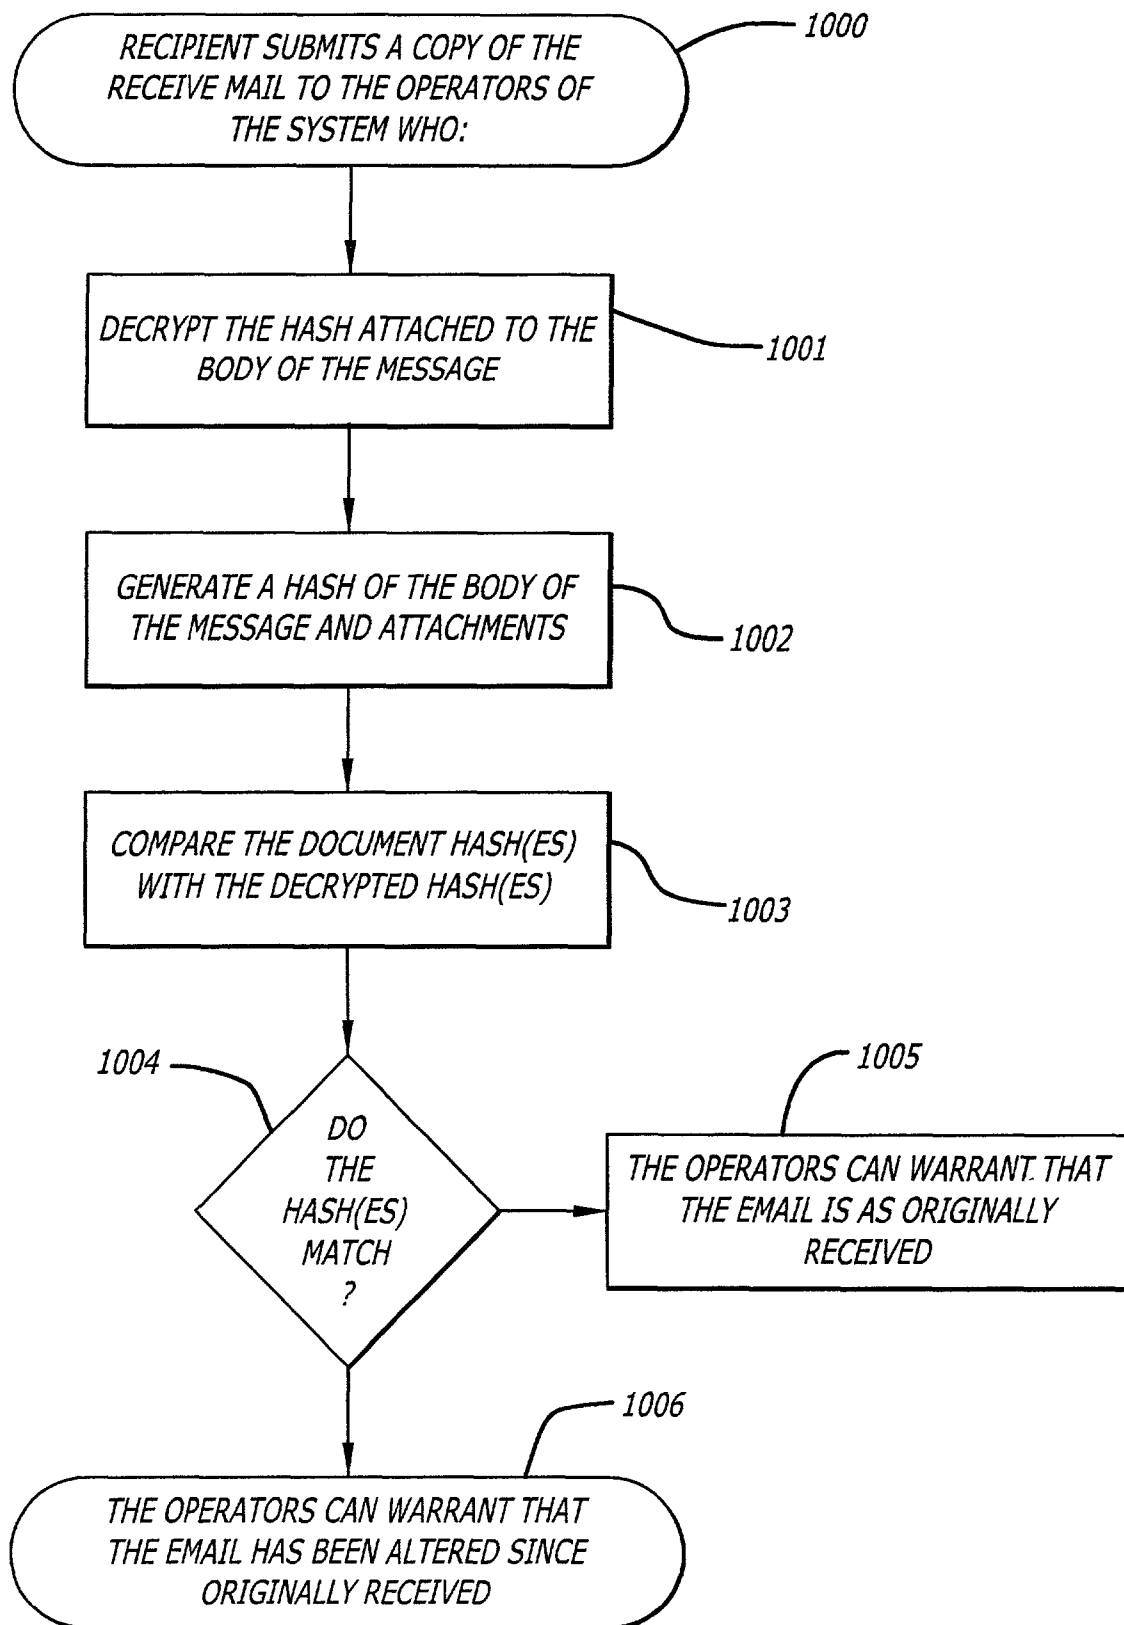 RECIPIENT SUBMITS A COPY OF THE
RECEIVE MAIL TO THE OPERATORS OF
THE SYSTEM WHO:
1000
DECRYPT THE HASH ATTACHED TO THE
BODY OF THE MESSAGE
1001
GENERATE A HASH OF THE BODY OF
THE MESSAGE AND ATTACHMENTS
1002
COMPARE THE DOCUMENT HASH(ES)
WITH THE DECRYPTED HASH(ES)
1003
1004
DO
THE
HASH(ES)
MATCH
?
1005
THE OPERATORS CAN WARRANT THAT
THE EMAIL IS AS ORIGINALLY
RECEIVED
1006
THE OPERATORS CAN WARRANT THAT
THE EMAIL HAS BEEN ALTERED SINCE
ORIGINALLY RECEIVED